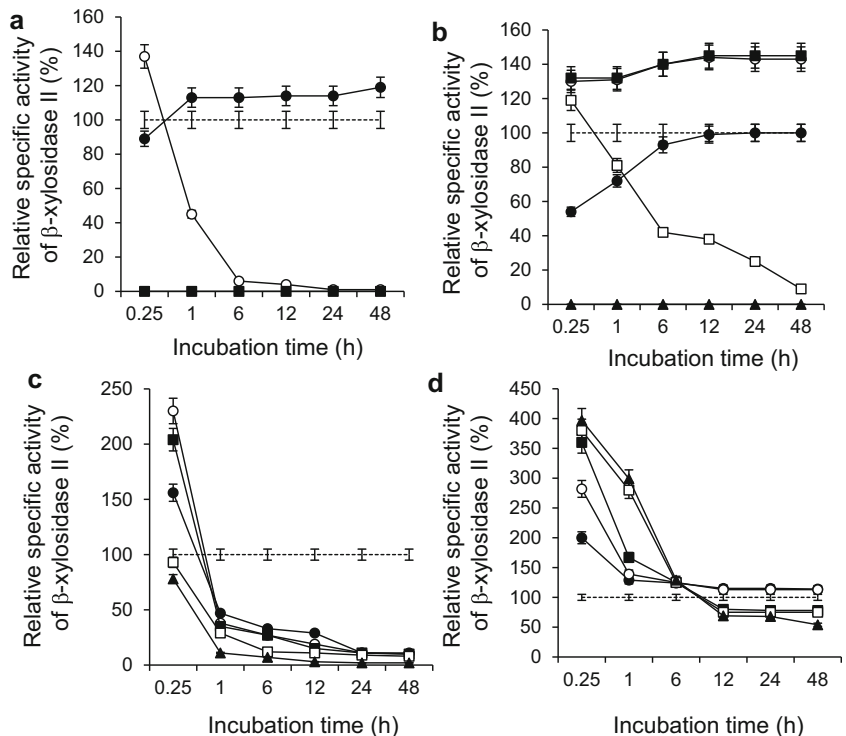 a
Relative specific activity
of β-xylosidase II (%)
160
140
120
100
80
60
40
20
0
0.25 1 6 12 24 48
Incubation time (h)
b
Relative specific activity
of β-xylosidase II (%)
160
140
120
100
80
60
40
20
0
0.25 1 6 12 24 48
Incubation time (h)
c
Relative specific activity
of β-xylosidase II (%)
250
200
150
100
50
0
0.25 1 6 12 24 48
Incubation time (h)
d
Relative specific activity
of β-xylosidase II (%)
450
400
350
300
250
200
150
100
50
0
0.25 1 6 12 24 48
Incubation time (h)